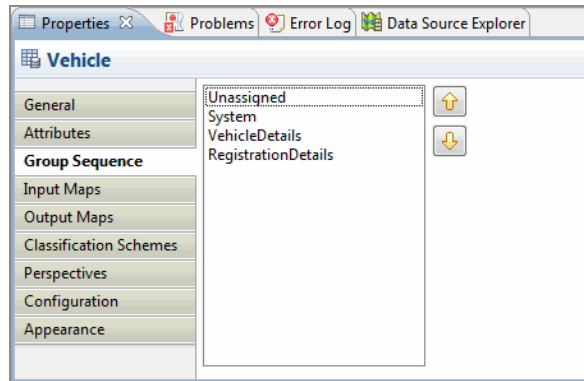 Properties Problems Error Log Data Source Explorer
Vehicle
General
Attributes
Group Sequence
Input Maps
Output Maps
Classification Schemes
Perspectives
Configuration
Appearance
Unassigned
System
VehicleDetails
RegistrationDetails